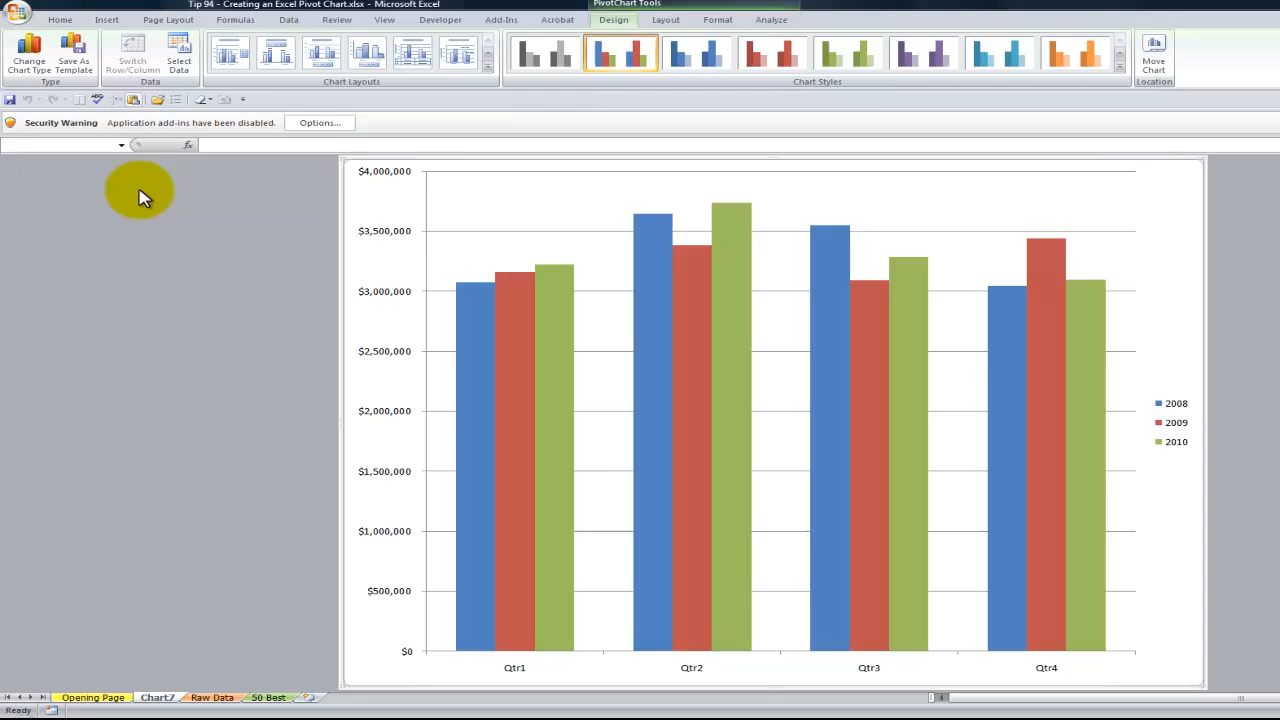 Tip 94 - Creating an Excel Pivot Chart.xlsx - Microsoft Excel
PivotChart Tools
Home Insert Page Layout Formulas Data Review View Developer Add-Ins Acrobat Design Layout Format Analyze
Change Chart Type
Save As Template
Switch Row/Column
Select Data
Move Chart
Type Data Chart Layouts Chart Styles Location
Security Warning Application add-ins have been disabled. Options...
fx
$4,000,000
$3,500,000
$3,000,000
$2,500,000
$2,000,000
$1,500,000
$1,000,000
$500,000
$0
Qtr1 Qtr2 Qtr3 Qtr4
2008
2009
2010
Opening Page Chart7 Raw Data 50 Best
Ready